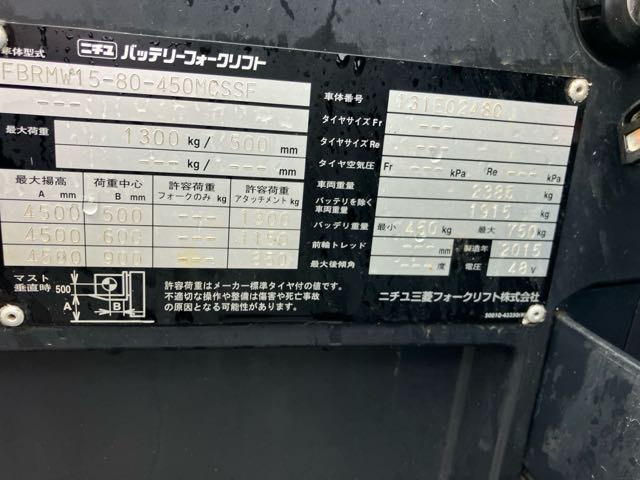 ニチユ バッテリーフォークリフト
車体型式
FBRMW15-80-450MCSSF
---
最大荷重 1300 kg/ 500 mm
--- kg/ --- mm
最大揚高 A mm 荷重中心 B mm 許容荷重 フォークのみ kg 許容荷重 アタッチメント kg
4500 500 --- 1300
4500 600 --- 1150
4500 900 --- 850
マスト垂直時 500 A B
許容荷重はメーカー標準タイヤ付の値です。
不適切な操作や整備は傷害や死亡事故
の原因となる可能性があります。
車体番号 131E02480
タイヤサイズ Fr ---
タイヤサイズ Re ---
タイヤ空気圧 Fr --- kPa Re --- kPa
車両重量 2385 kg
バッテリを除く車両重量 1915 kg
バッテリ重量 最小 450 kg 最大 750 kg
前輪トレッド --- mm 製造年 2015
最大後傾角 ---/度 電圧 48 V
ニチユ三菱フォークリフト株式会社